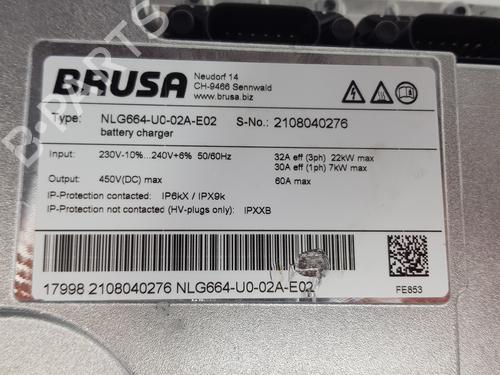 BRUSA
Neudorf 14
CH-9466 Sennwald
www.brusa.biz
Type: NLG664-U0-02A-E02 S-No.: 2108040276
battery charger
Input: 230V-10%...240V+6% 50/60Hz 32A eff (3ph) 22kW max
30A eff (1ph) 7kW max
Output: 450V(DC) max 60A max
IP-Protection contacted: IP6kX / IPX9k
IP-Protection not contacted (HV-plugs only): IPXXB
17998 2108040276 NLG664-U0-02A-E02
FE853